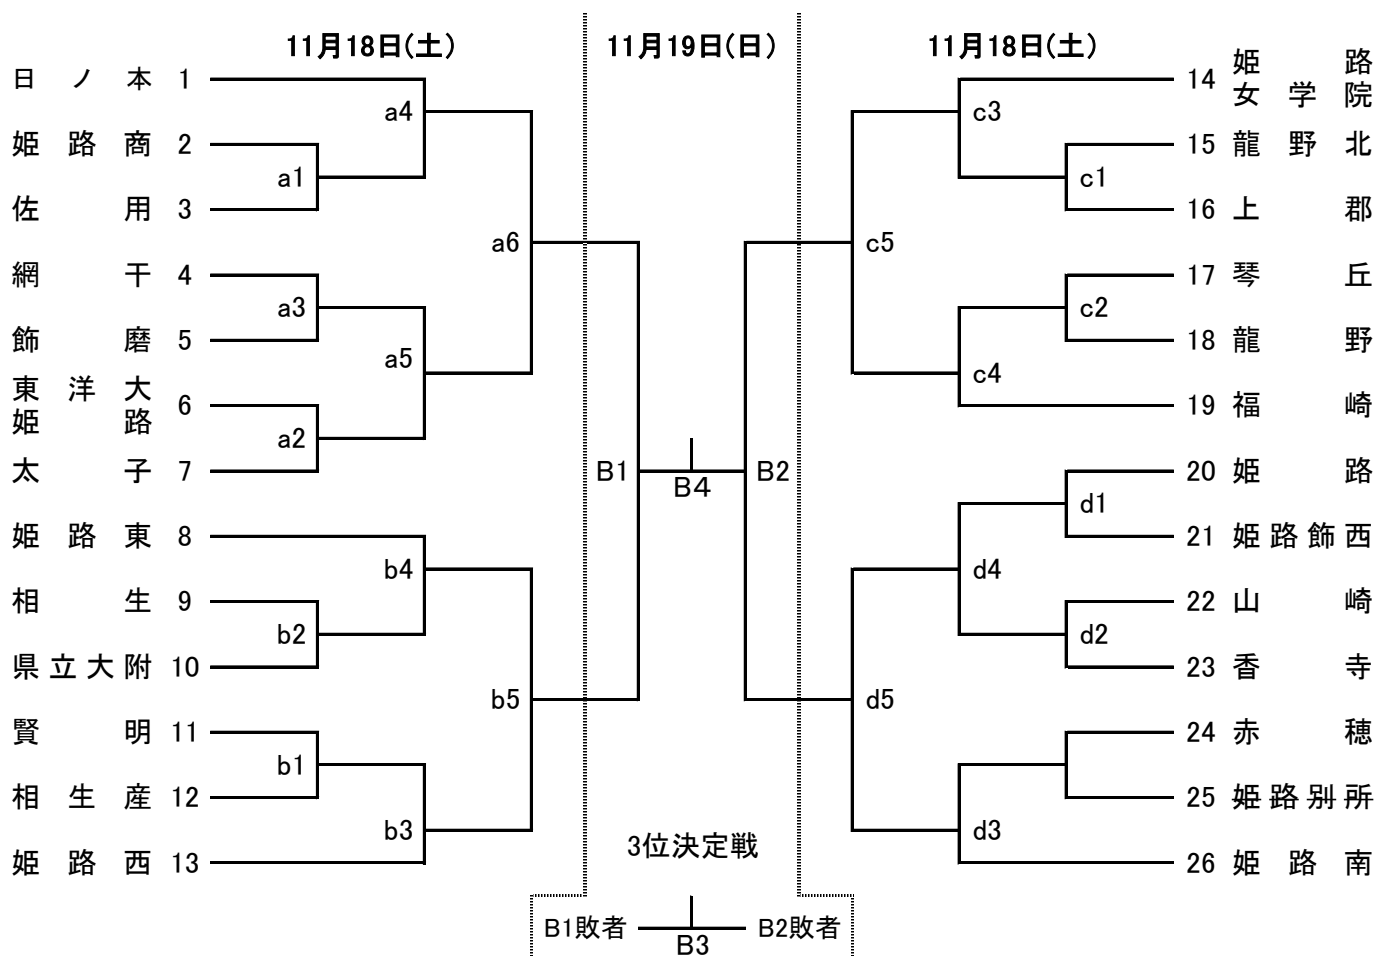 11月18日(土)
11月19日(日)
11月18日(土)
日ノ本 1
姫路商 2
佐用 3
網干 4
飾磨 5
東洋大
姫路 6
太子 7
姫路東 8
相生 9
県立大附 10
賢明 11
相生産 12
姫路西 13
a4
a1
a6
a3
a5
a2
b4
b2
b5
b1
b3
B1
B4
B2
3位決定戦
B1敗者
B3
B2敗者
c3
c1
c5
c2
c4
d1
d4
d2
d5
d3
14 姫路
女学院
15 龍野北
16 上郡
17 琴丘
18 龍野
19 福崎
20 姫路
21 姫路飾西
22 山崎
23 香寺
24 赤穂
25 姫路別所
26 姫路南